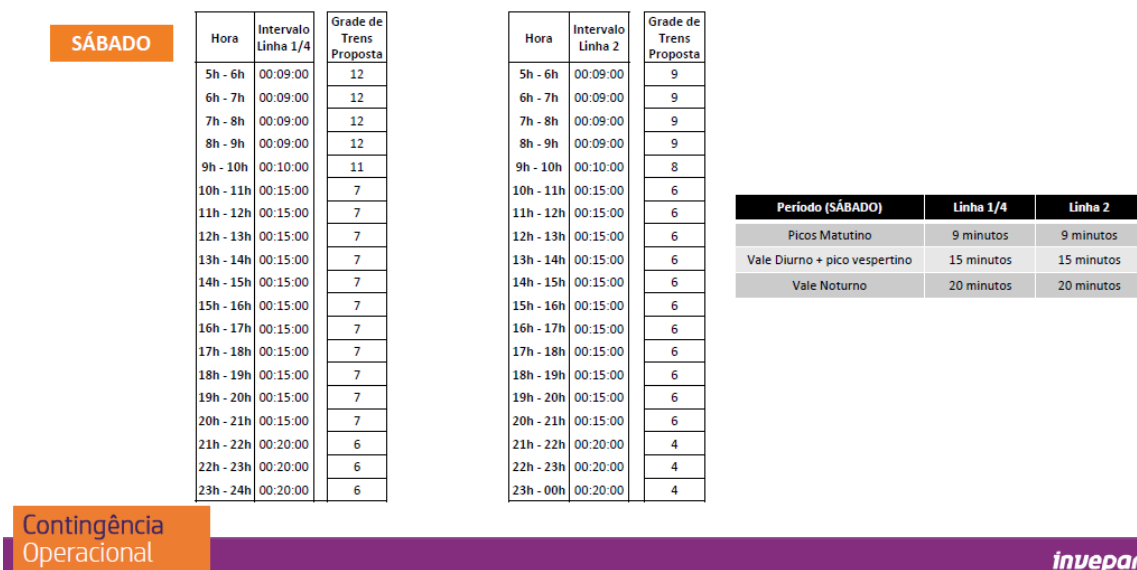 SÁBADO
Hora Intervalo Linha 1/4 Grade de Trens Proposta
5h - 6h 00:09:00 12
6h - 7h 00:09:00 12
7h - 8h 00:09:00 12
8h - 9h 00:09:00 12
9h - 10h 00:10:00 11
10h - 11h 00:15:00 7
11h - 12h 00:15:00 7
12h - 13h 00:15:00 7
13h - 14h 00:15:00 7
14h - 15h 00:15:00 7
15h - 16h 00:15:00 7
16h - 17h 00:15:00 7
17h - 18h 00:15:00 7
18h - 19h 00:15:00 7
19h - 20h 00:15:00 7
20h - 21h 00:15:00 7
21h - 22h 00:20:00 6
22h - 23h 00:20:00 6
23h - 24h 00:20:00 6
Hora Intervalo Linha 2 Grade de Trens Proposta
5h - 6h 00:09:00 9
6h - 7h 00:09:00 9
7h - 8h 00:09:00 9
8h - 9h 00:09:00 9
9h - 10h 00:10:00 8
10h - 11h 00:15:00 6
11h - 12h 00:15:00 6
12h - 13h 00:15:00 6
13h - 14h 00:15:00 6
14h - 15h 00:15:00 6
15h - 16h 00:15:00 6
16h - 17h 00:15:00 6
17h - 18h 00:15:00 6
18h - 19h 00:15:00 6
19h - 20h 00:15:00 6
20h - 21h 00:15:00 6
21h - 22h 00:20:00 4
22h - 23h 00:20:00 4
23h - 00h 00:20:00 4
Período (SÁBADO) Linha 1/4 Linha 2
Picos Matutino 9 minutos 9 minutos
Vale Diurno + pico vespertino 15 minutos 15 minutos
Vale Noturno 20 minutos 20 minutos
Contingência
Operacional
invepar